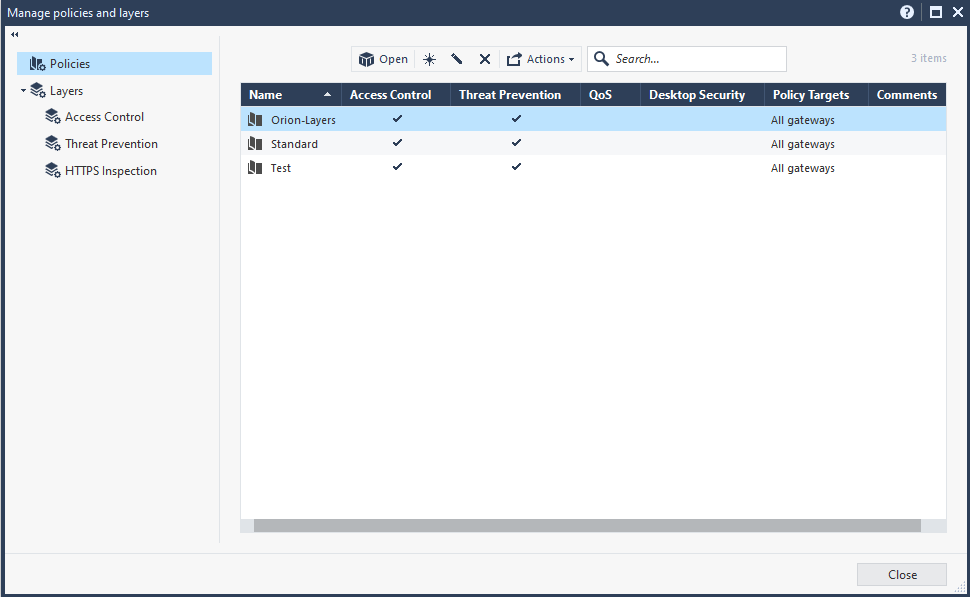 Manage policies and layers
Policies
Layers
Access Control
Threat Prevention
HTTPS Inspection
Open Actions Search... 3 items
Name Access Control Threat Prevention QoS Desktop Security Policy Targets Comments
Orion-Layers All gateways
Standard All gateways
Test All gateways
Close